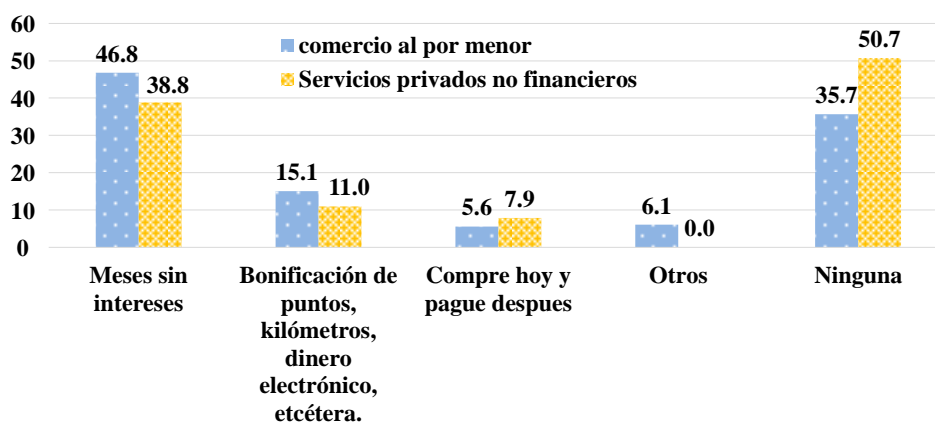 60
50
40
30
20
10
0
comercio al por menor
Servicios privados no financieros
46.8
38.8
15.1
11.0
5.6
7.9
6.1
0.0
35.7
50.7
Meses sin
intereses
Bonificación de
puntos,
kilómetros,
dinero
electrónico,
etcétera.
Compre hoy y
pague despues
Otros
Ninguna